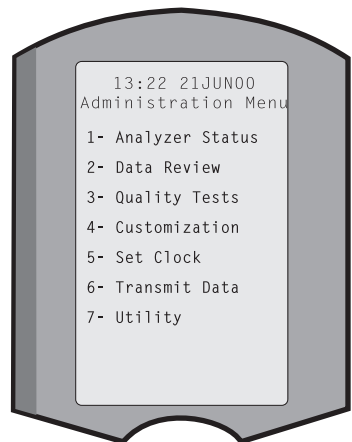 13:22 21JUN00
Administration Menu
1- Analyzer Status
2- Data Review
3- Quality Tests
4- Customization
5- Set Clock
6- Transmit Data
7- Utility